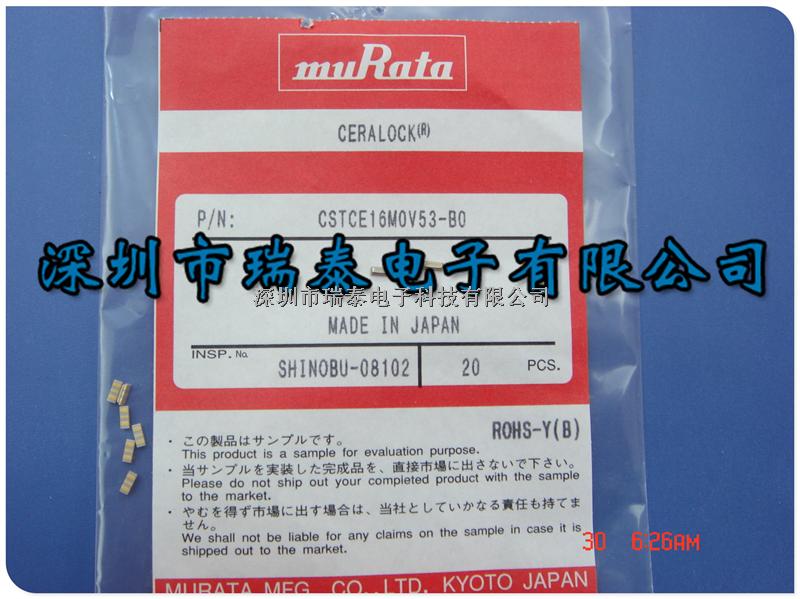 muRata
CERALOCK(R)
P/N: CSTCE16M0V53-B0
深圳市瑞泰电子有限公司
深圳市瑞泰电子科技有限公司
MADE IN JAPAN
INSP. No. SHINOBU-08102 20 PCS.
ROHS-Y(B)
・ この製品はサンプルです。
This product is a sample for evaluation purpose.
・ 当サンプルを実装した完成品を、直接市場に出さないで下さい。
Please do not ship out your completed product with the sample
to the market.
・ やむを得ず市場に出す場合は、当社としていかなる責任も持てま
せん。
We shall not be liable for any claims on the sample in case it is
shipped out to the market.
30 6:26AM
MURATA MFG. CO.,LTD. KYOTO JAPAN